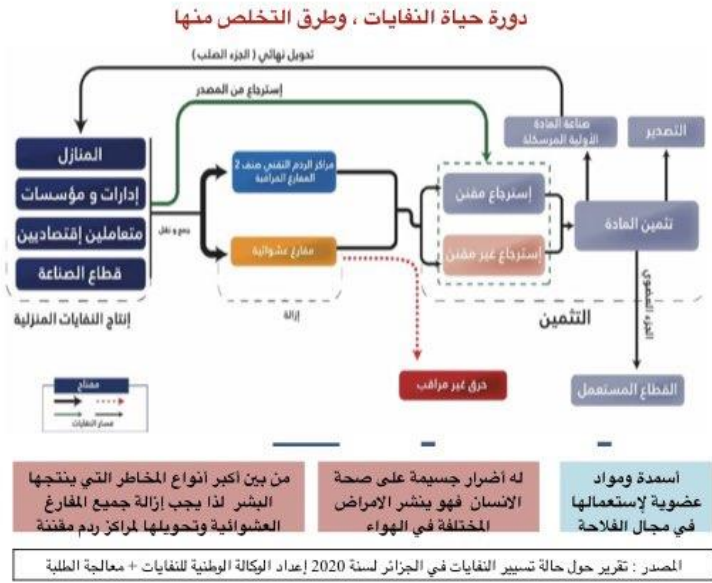 دورة حياة النفايات ، وطرق التخلص منها
تحويل نهائي ( الجزء الصلب )
إسترجاع من المصدر
المنازل
إدارات و مؤسسات
متعاملين إقتصاديين
قطاع الصناعة
إنتاج النفايات المنزلية
جمع و نقل
مراكز الردم التقني صنف 2
المفارغ المراقبة
مفارغ عشوائية
إزالة
إسترجاع مقنن
إسترجاع غير مقنن
التثمين
صناعة المادة
الأولية المرسكلة
التصدير
تثمين المادة
الجزء العضوي
القطاع المستعمل
حرق غير مراقب
مفتاح
مسار النفايات
من بين أكبر أنواع المخاطر التي ينتجها
البشر لذا يجب إزالة جميع المفارغ
العشوائية وتحويلها لمراكز ردم مقننة
له أضرار جسيمة على صحة
الانسان فهو ينشر الامراض
المختلفة في الهواء
أسمدة ومواد
عضوية لإستعمالها
في مجال الفلاحة
المصدر : تقرير حول حالة تسيير النفايات في الجزائر لسنة 2020 إعداد الوكالة الوطنية للنفايات + معالجة الطلبة